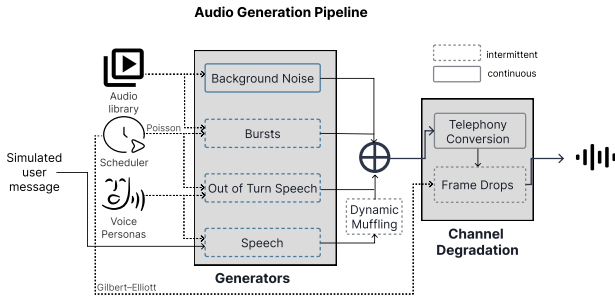 Audio Generation Pipeline
intermittent
continuous
Audio
library
Background Noise
Poisson
Bursts
Scheduler
Simulated
user
message
Out of Turn Speech
Voice
Personas
Speech
Dynamic
Muffling
Generators
Telephony
Conversion
Frame Drops
Channel
Degradation
Gilbert–Elliott